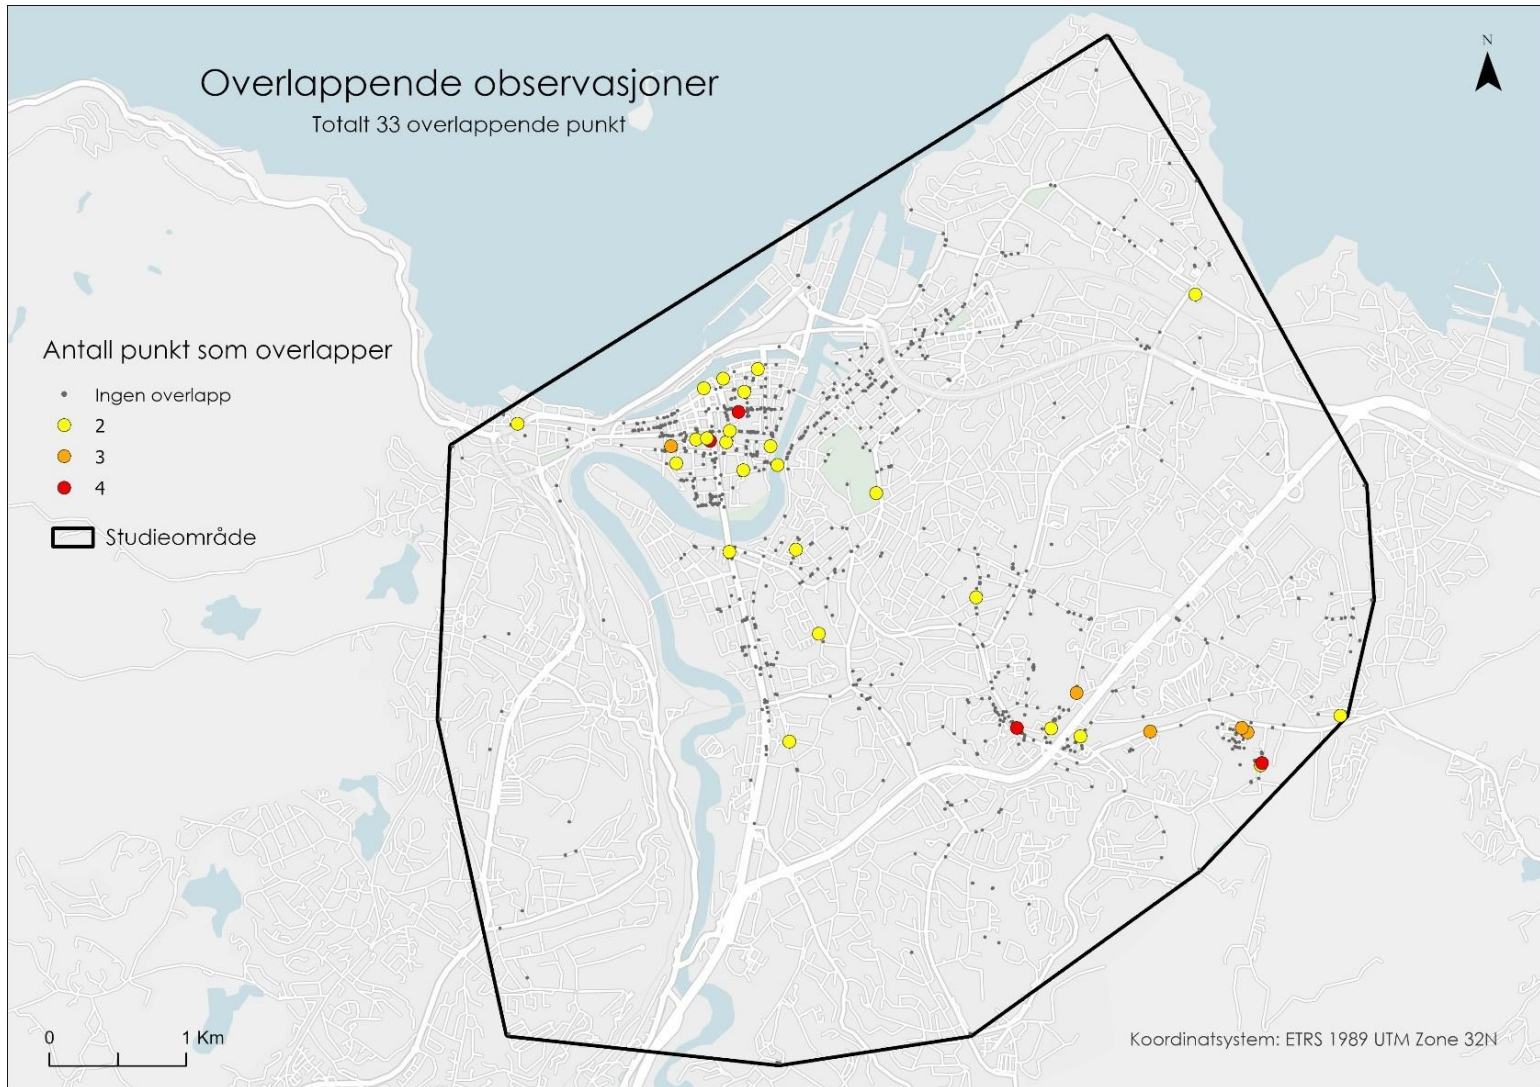 Overlappende observasjoner
Totalt 33 overlappende punkt
N
Antall punkt som overlapper
Ingen overlapp
2
3
4
Studieområde
0 1 Km
Koordinatsystem: ETRS 1989 UTM Zone 32N